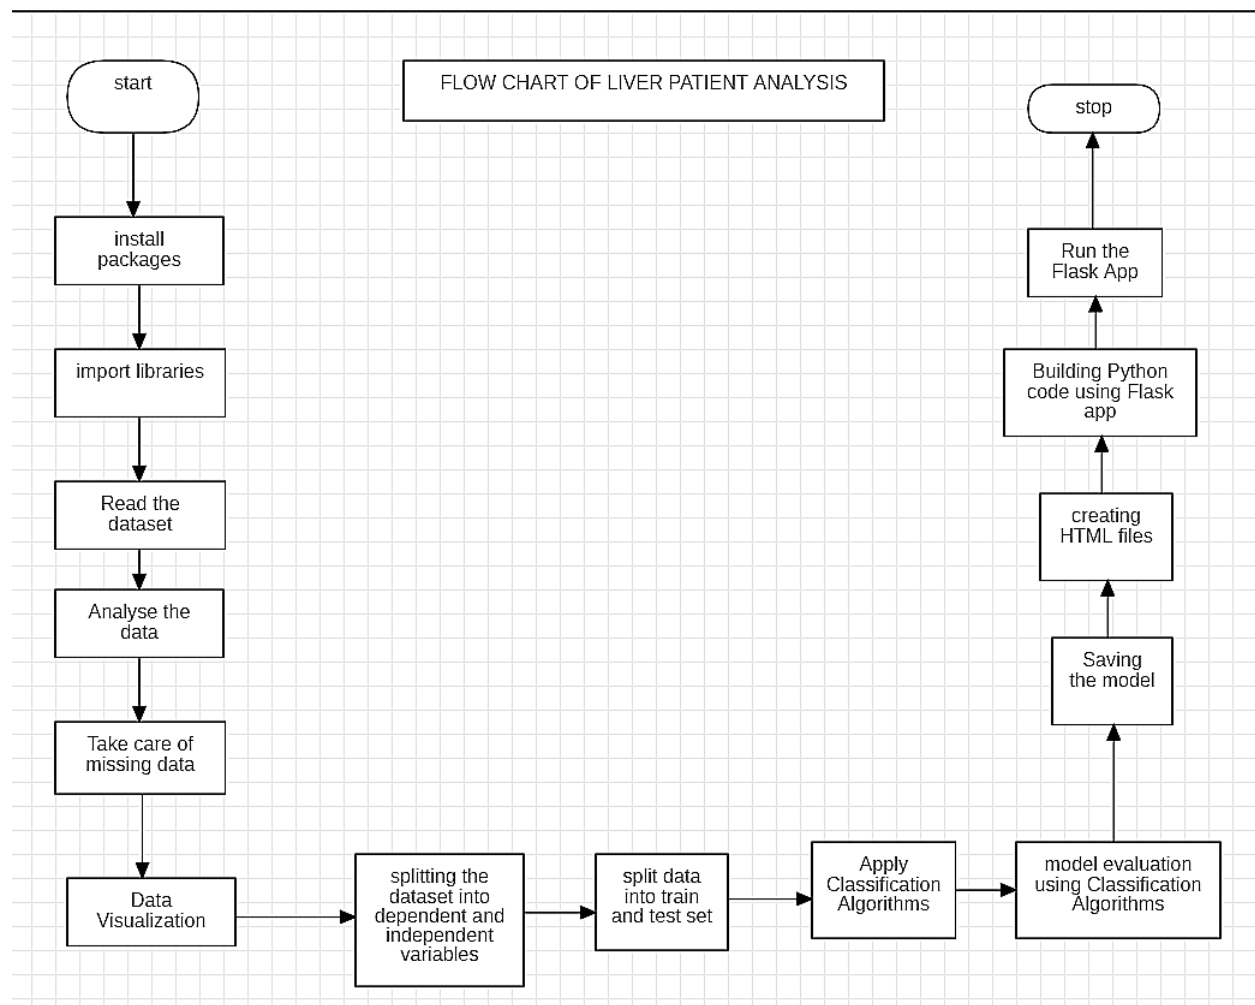 FLOW CHART OF LIVER PATIENT ANALYSIS
start
install
packages
import libraries
Read the
dataset
Analyse the
data
Take care of
missing data
Data
Visualization
splitting the
dataset into
dependent and
independent
variables
split data
into train
and test set
Apply
Classification
Algorithms
model evaluation
using Classification
Algorithms
Saving
the model
creating
HTML files
Building Python
code using Flask
app
Run the
Flask App
stop